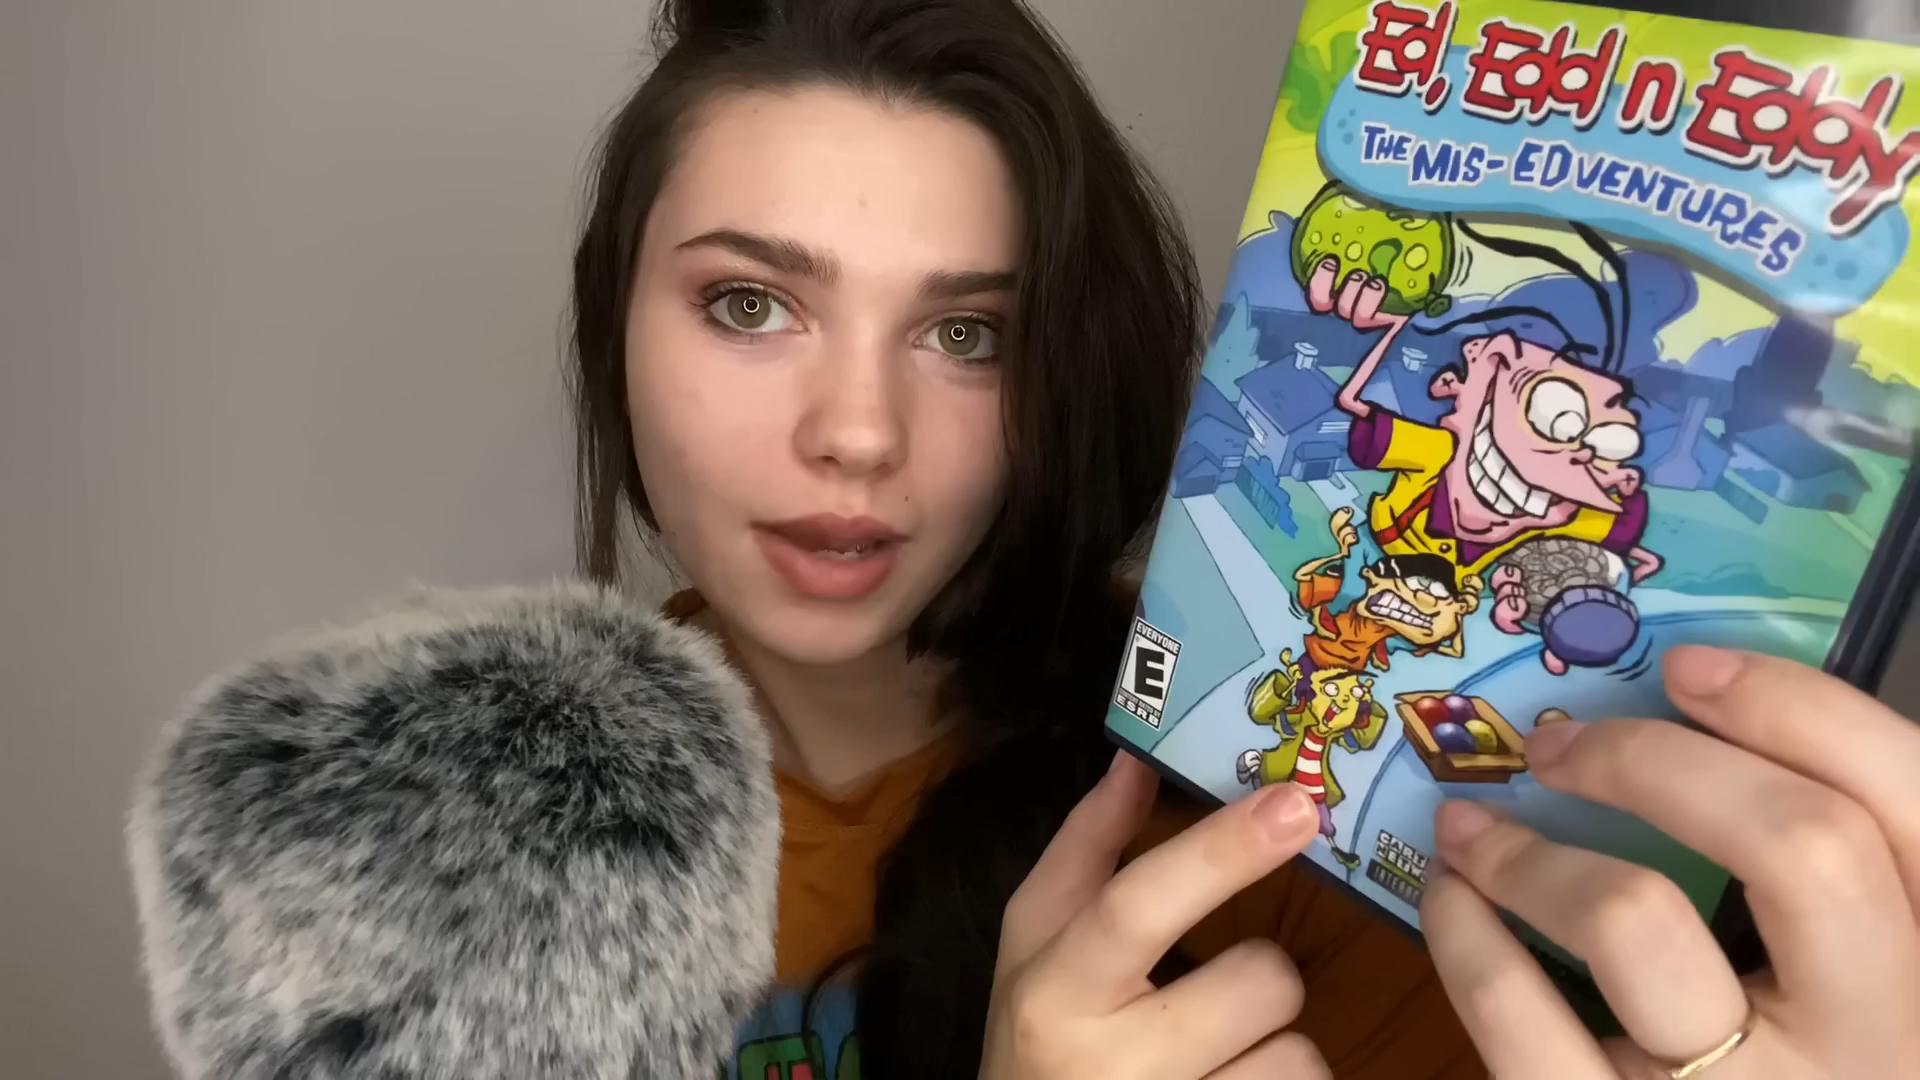 Ed, Edd n Eddy
THE MIS-EDVENTURES
EVERYONE
E
ESRB